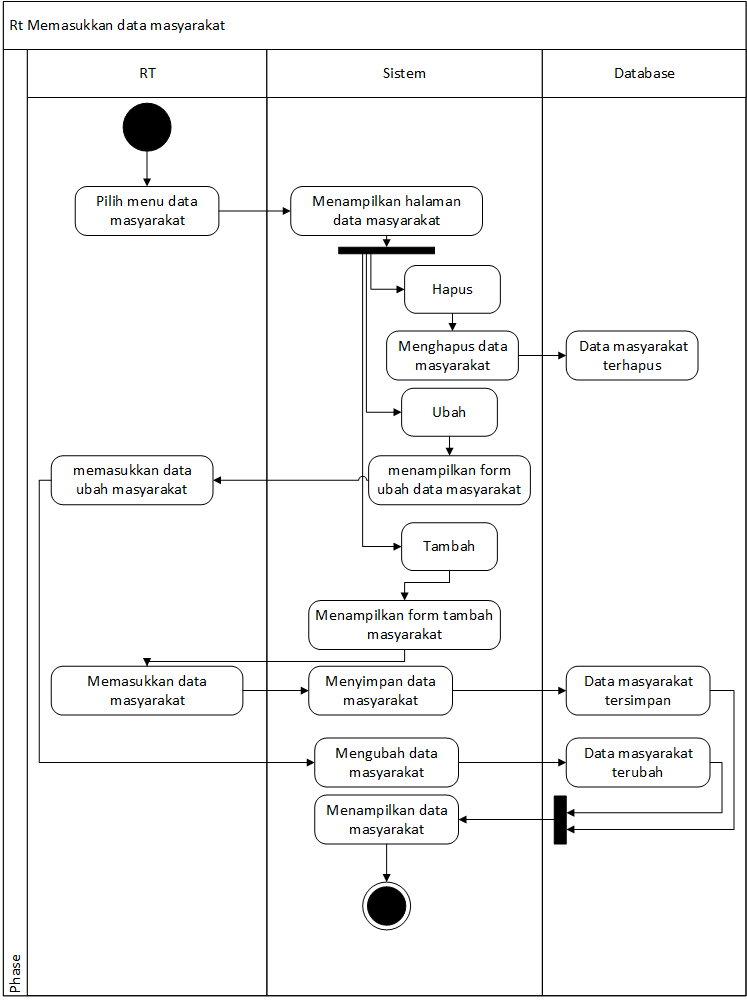 Rt Memasukkan data masyarakat
RT
Sistem
Database
Pilih menu data
masyarakat
Menampilkan halaman
data masyarakat
Hapus
Menghapus data
masyarakat
Data masyarakat
terhapus
Ubah
memasukkan data
ubah masyarakat
menampilkan form
ubah data masyarakat
Tambah
Menampilkan form tambah
masyarakat
Memasukkan data
masyarakat
Menyimpan data
masyarakat
Data masyarakat
tersimpan
Mengubah data
masyarakat
Data masyarakat
terubah
Menampilkan data
masyarakat
Phase